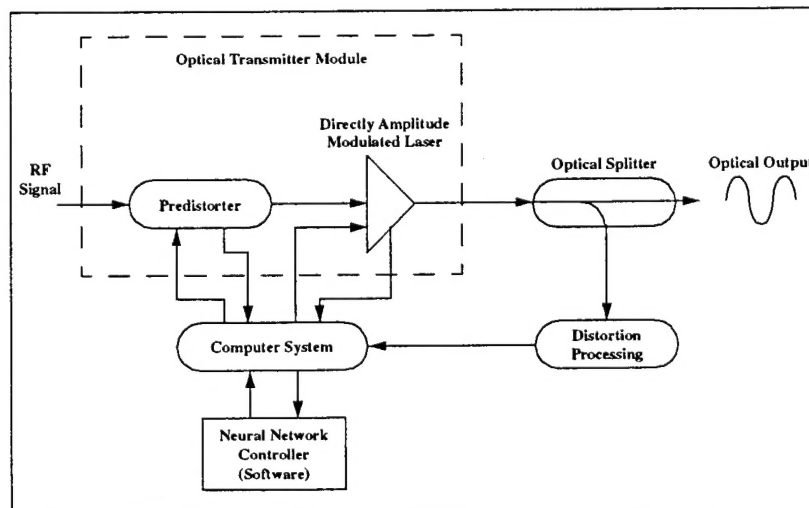 Optical Transmitter Module
Directly Amplitude
Modulated Laser
RF
Signal
Predistorter
Optical Splitter
Optical Output
Computer System
Distortion
Processing
Neural Network
Controller
(Software)